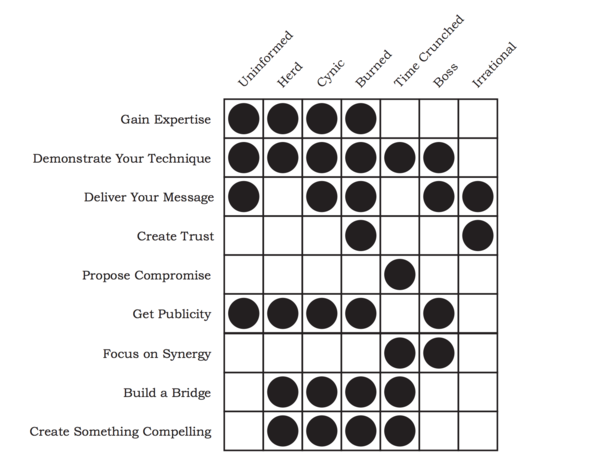 Uninformed
Herd
Cynic
Burned
Time Crunched
Boss
Irrational
Gain Expertise
Demonstrate Your Technique
Deliver Your Message
Create Trust
Propose Compromise
Get Publicity
Focus on Synergy
Build a Bridge
Create Something Compelling